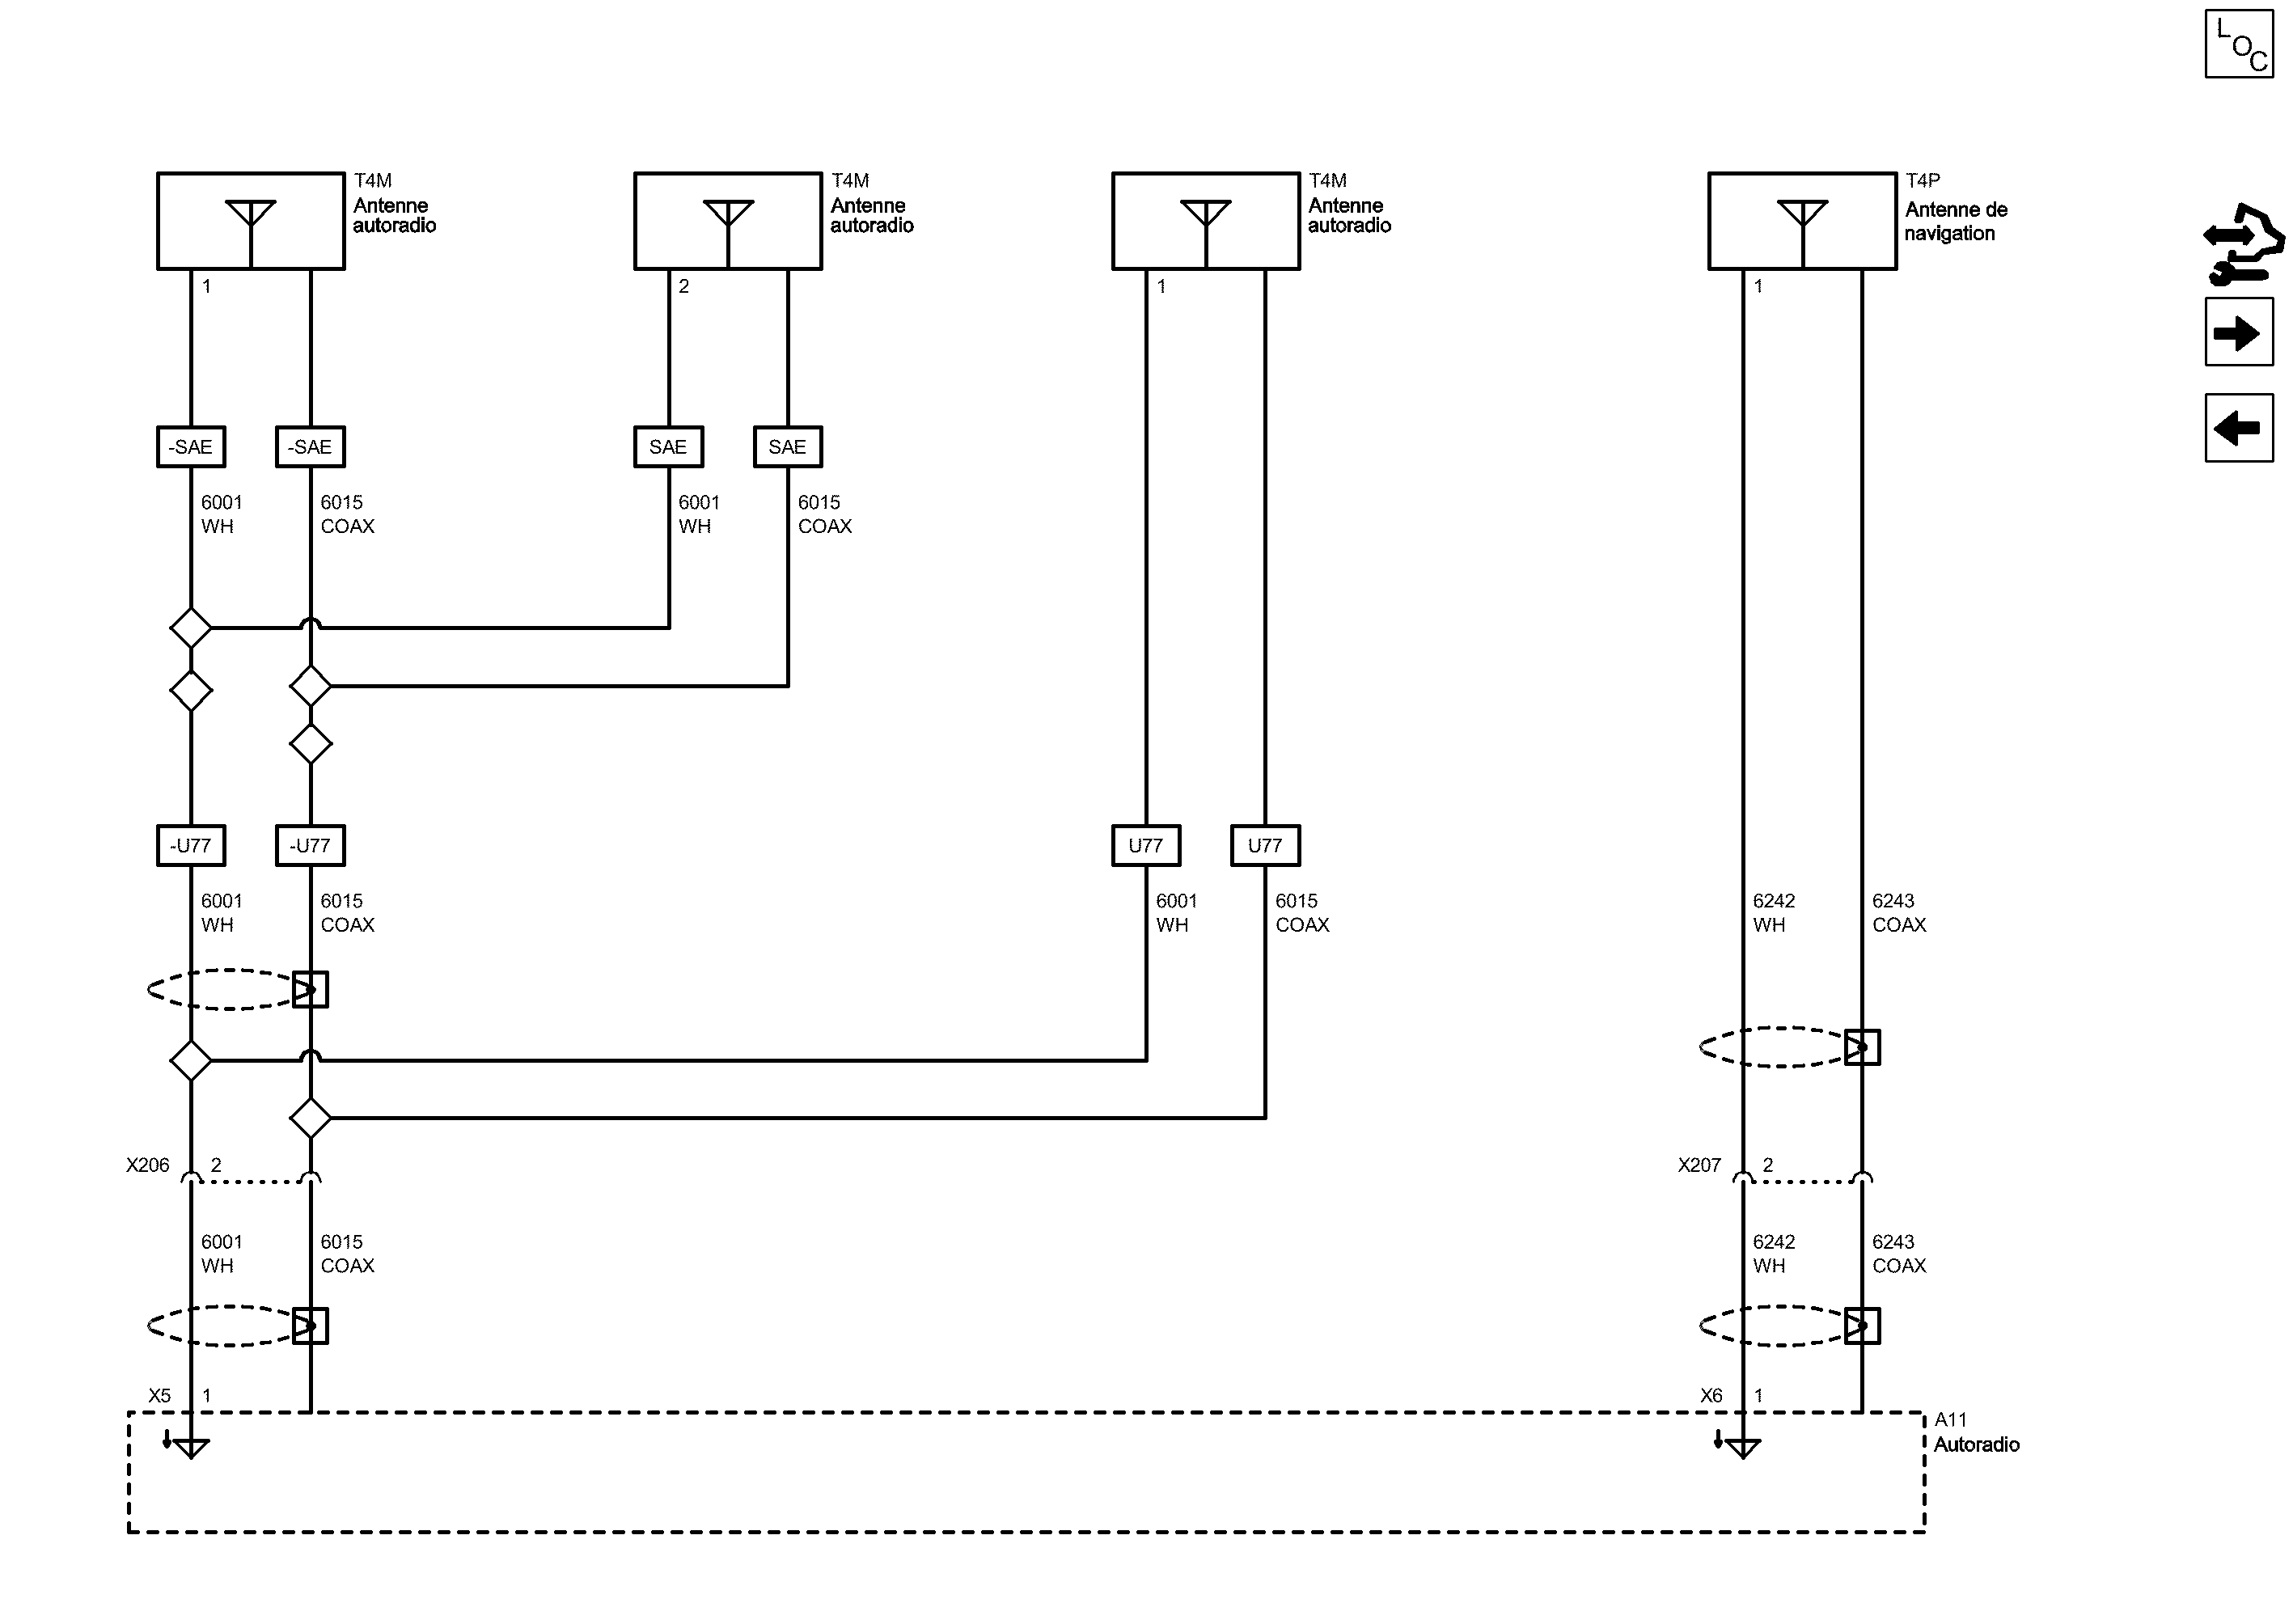 LOC
T4M
Antenne
autoradio
T4M
Antenne
autoradio
T4M
Antenne
autoradio
T4P
Antenne de
navigation
1
2
1
1
-SAE
-SAE
SAE
SAE
6001
WH
6015
COAX
6001
WH
6015
COAX
-U77
-U77
U77
U77
6001
WH
6015
COAX
6001
WH
6015
COAX
6242
WH
6243
COAX
X206
2
X207
2
6001
WH
6015
COAX
6242
WH
6243
COAX
X5
1
X6
1
A11
Autoradio